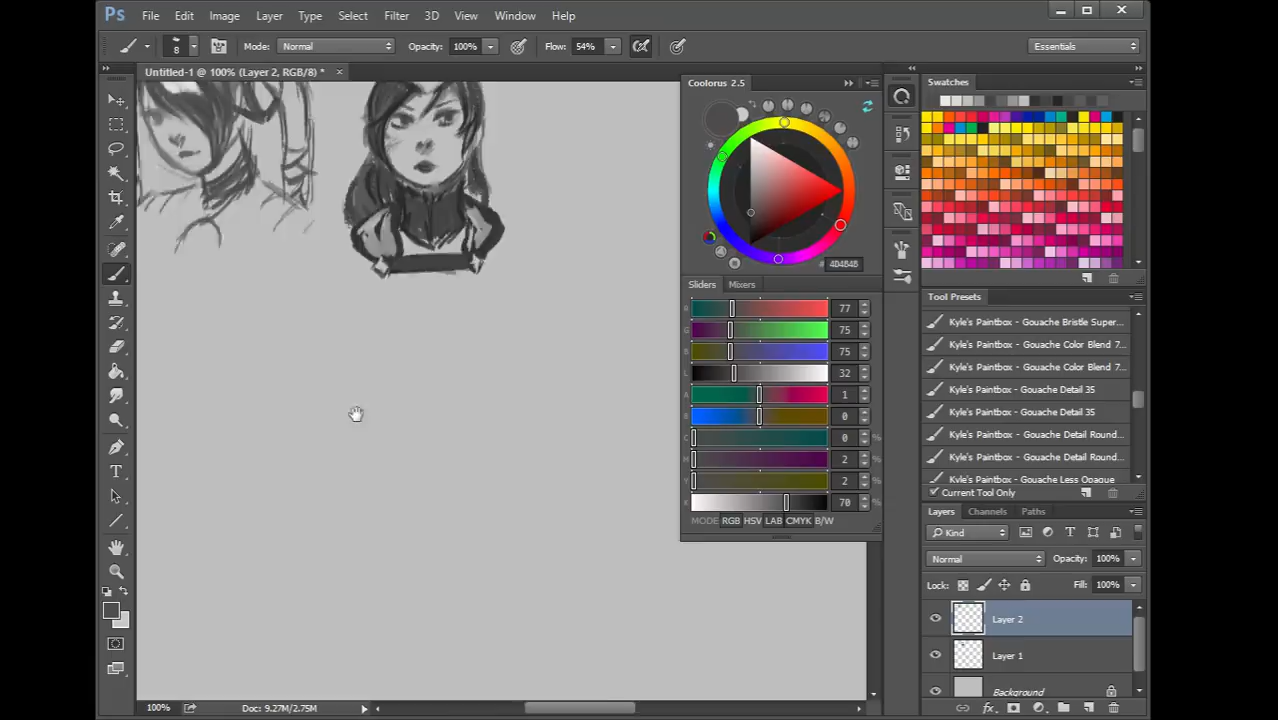 Ps File Edit Image Layer Type Select Filter 3D View Window Help
8 Mode: Normal Opacity: 100% Flow: 54% Essentials
Untitled-1 @ 100% (Layer 2, RGB/8) *
Coolorus 2.5
Swatches
4D4B4B
Sliders Mixers
77
75
75
L 32
A 1
B 0
C 0 %
2 %
Y 2 %
K 70 %
MODE RGB HSV LAB CMYK B/W
Tool Presets
Kyle's Paintbox - Gouache Bristle Super...
Kyle's Paintbox - Gouache Color Blend 7...
Kyle's Paintbox - Gouache Color Blend 7...
Kyle's Paintbox - Gouache Detail 35
Kyle's Paintbox - Gouache Detail 35
Kyle's Paintbox - Gouache Detail Round...
Kyle's Paintbox - Gouache Detail Round...
Kyle's Paintbox - Gouache Less Opaque
Current Tool Only
Layers Channels Paths
Kind
Normal Opacity: 100%
Lock: Fill: 100%
Layer 2
Layer 1
Background
100% Doc: 9.27M/2.75M